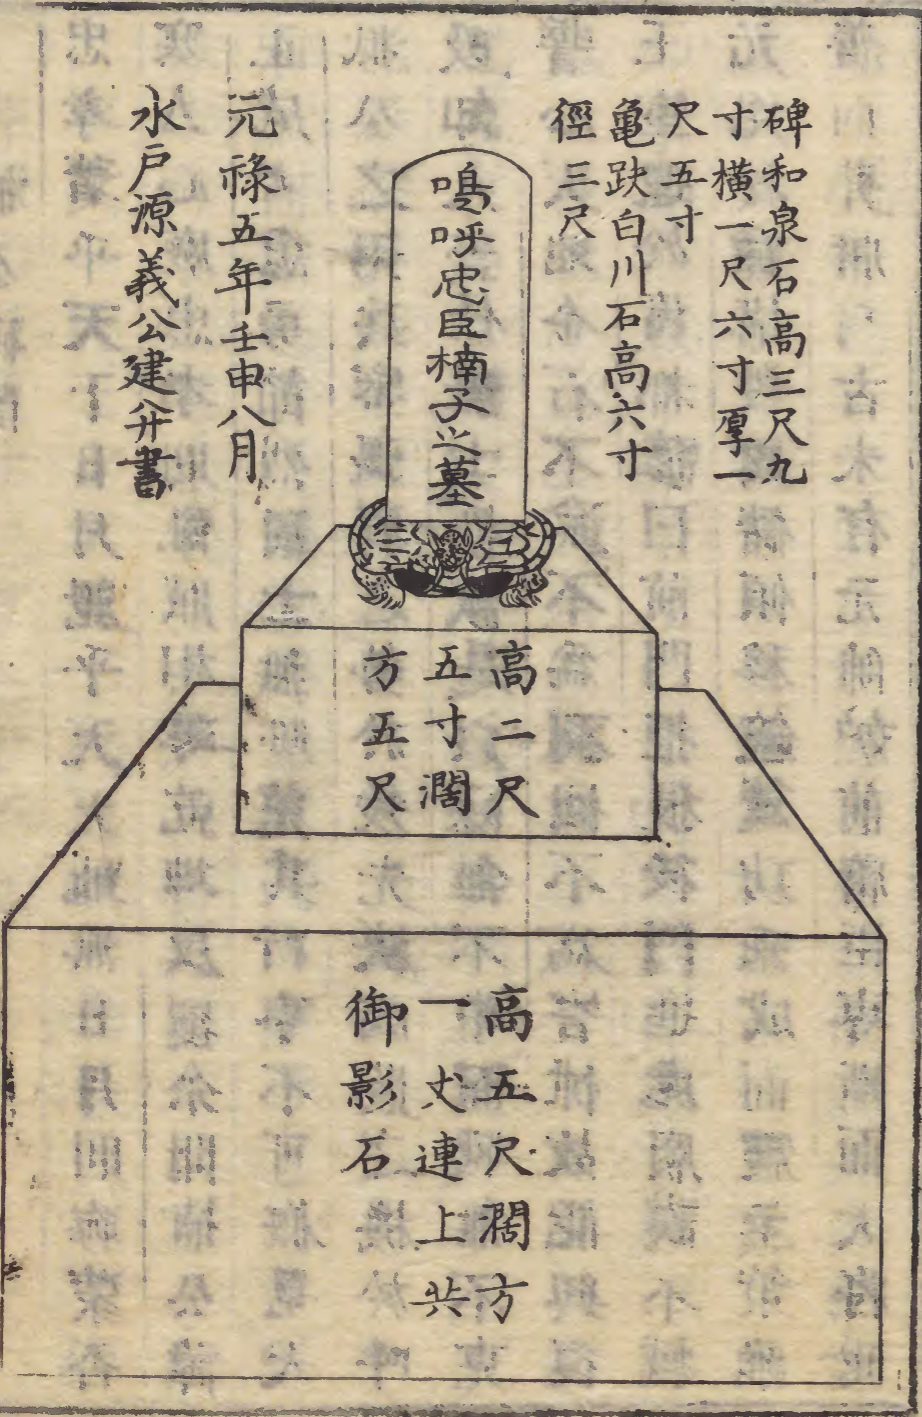 碑和泉石高三尺九
寸横一尺六寸厚一
尺五寸
亀趺白川石高六寸
徑三尺
嗚呼忠臣楠子之墓
元祿五年壬申八月
水戸源義公建并書
高二尺
五寸濶
方五尺
高五尺濶方
一丈連上共
御影石